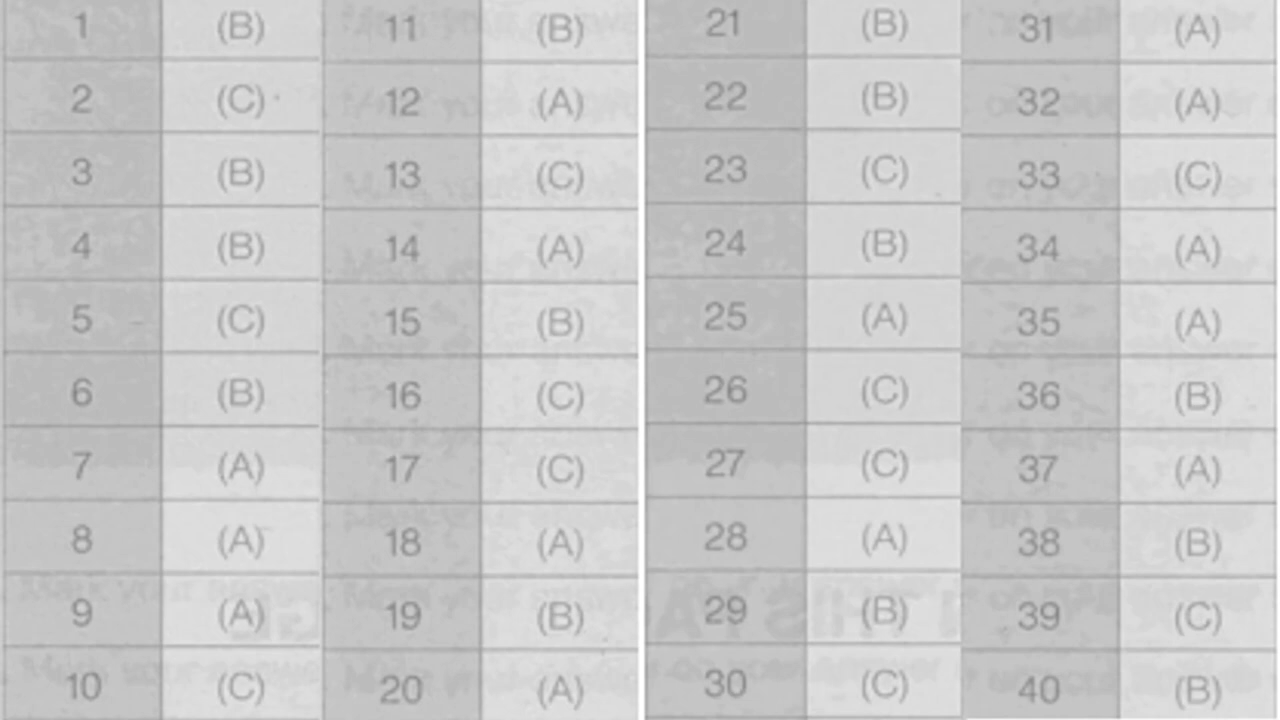 1 (B) 11 (B) 21 (B) 31 (A)
2 (C) 12 (A) 22 (B) 32 (A)
3 (B) 13 (C) 23 (C) 33 (C)
4 (B) 14 (A) 24 (B) 34 (A)
5 (C) 15 (B) 25 (A) 35 (A)
6 (B) 16 (C) 26 (C) 36 (B)
7 (A) 17 (C) 27 (C) 37 (A)
8 (A) 18 (A) 28 (A) 38 (B)
9 (A) 19 (B) 29 (B) 39 (C)
10 (C) 20 (A) 30 (C) 40 (B)